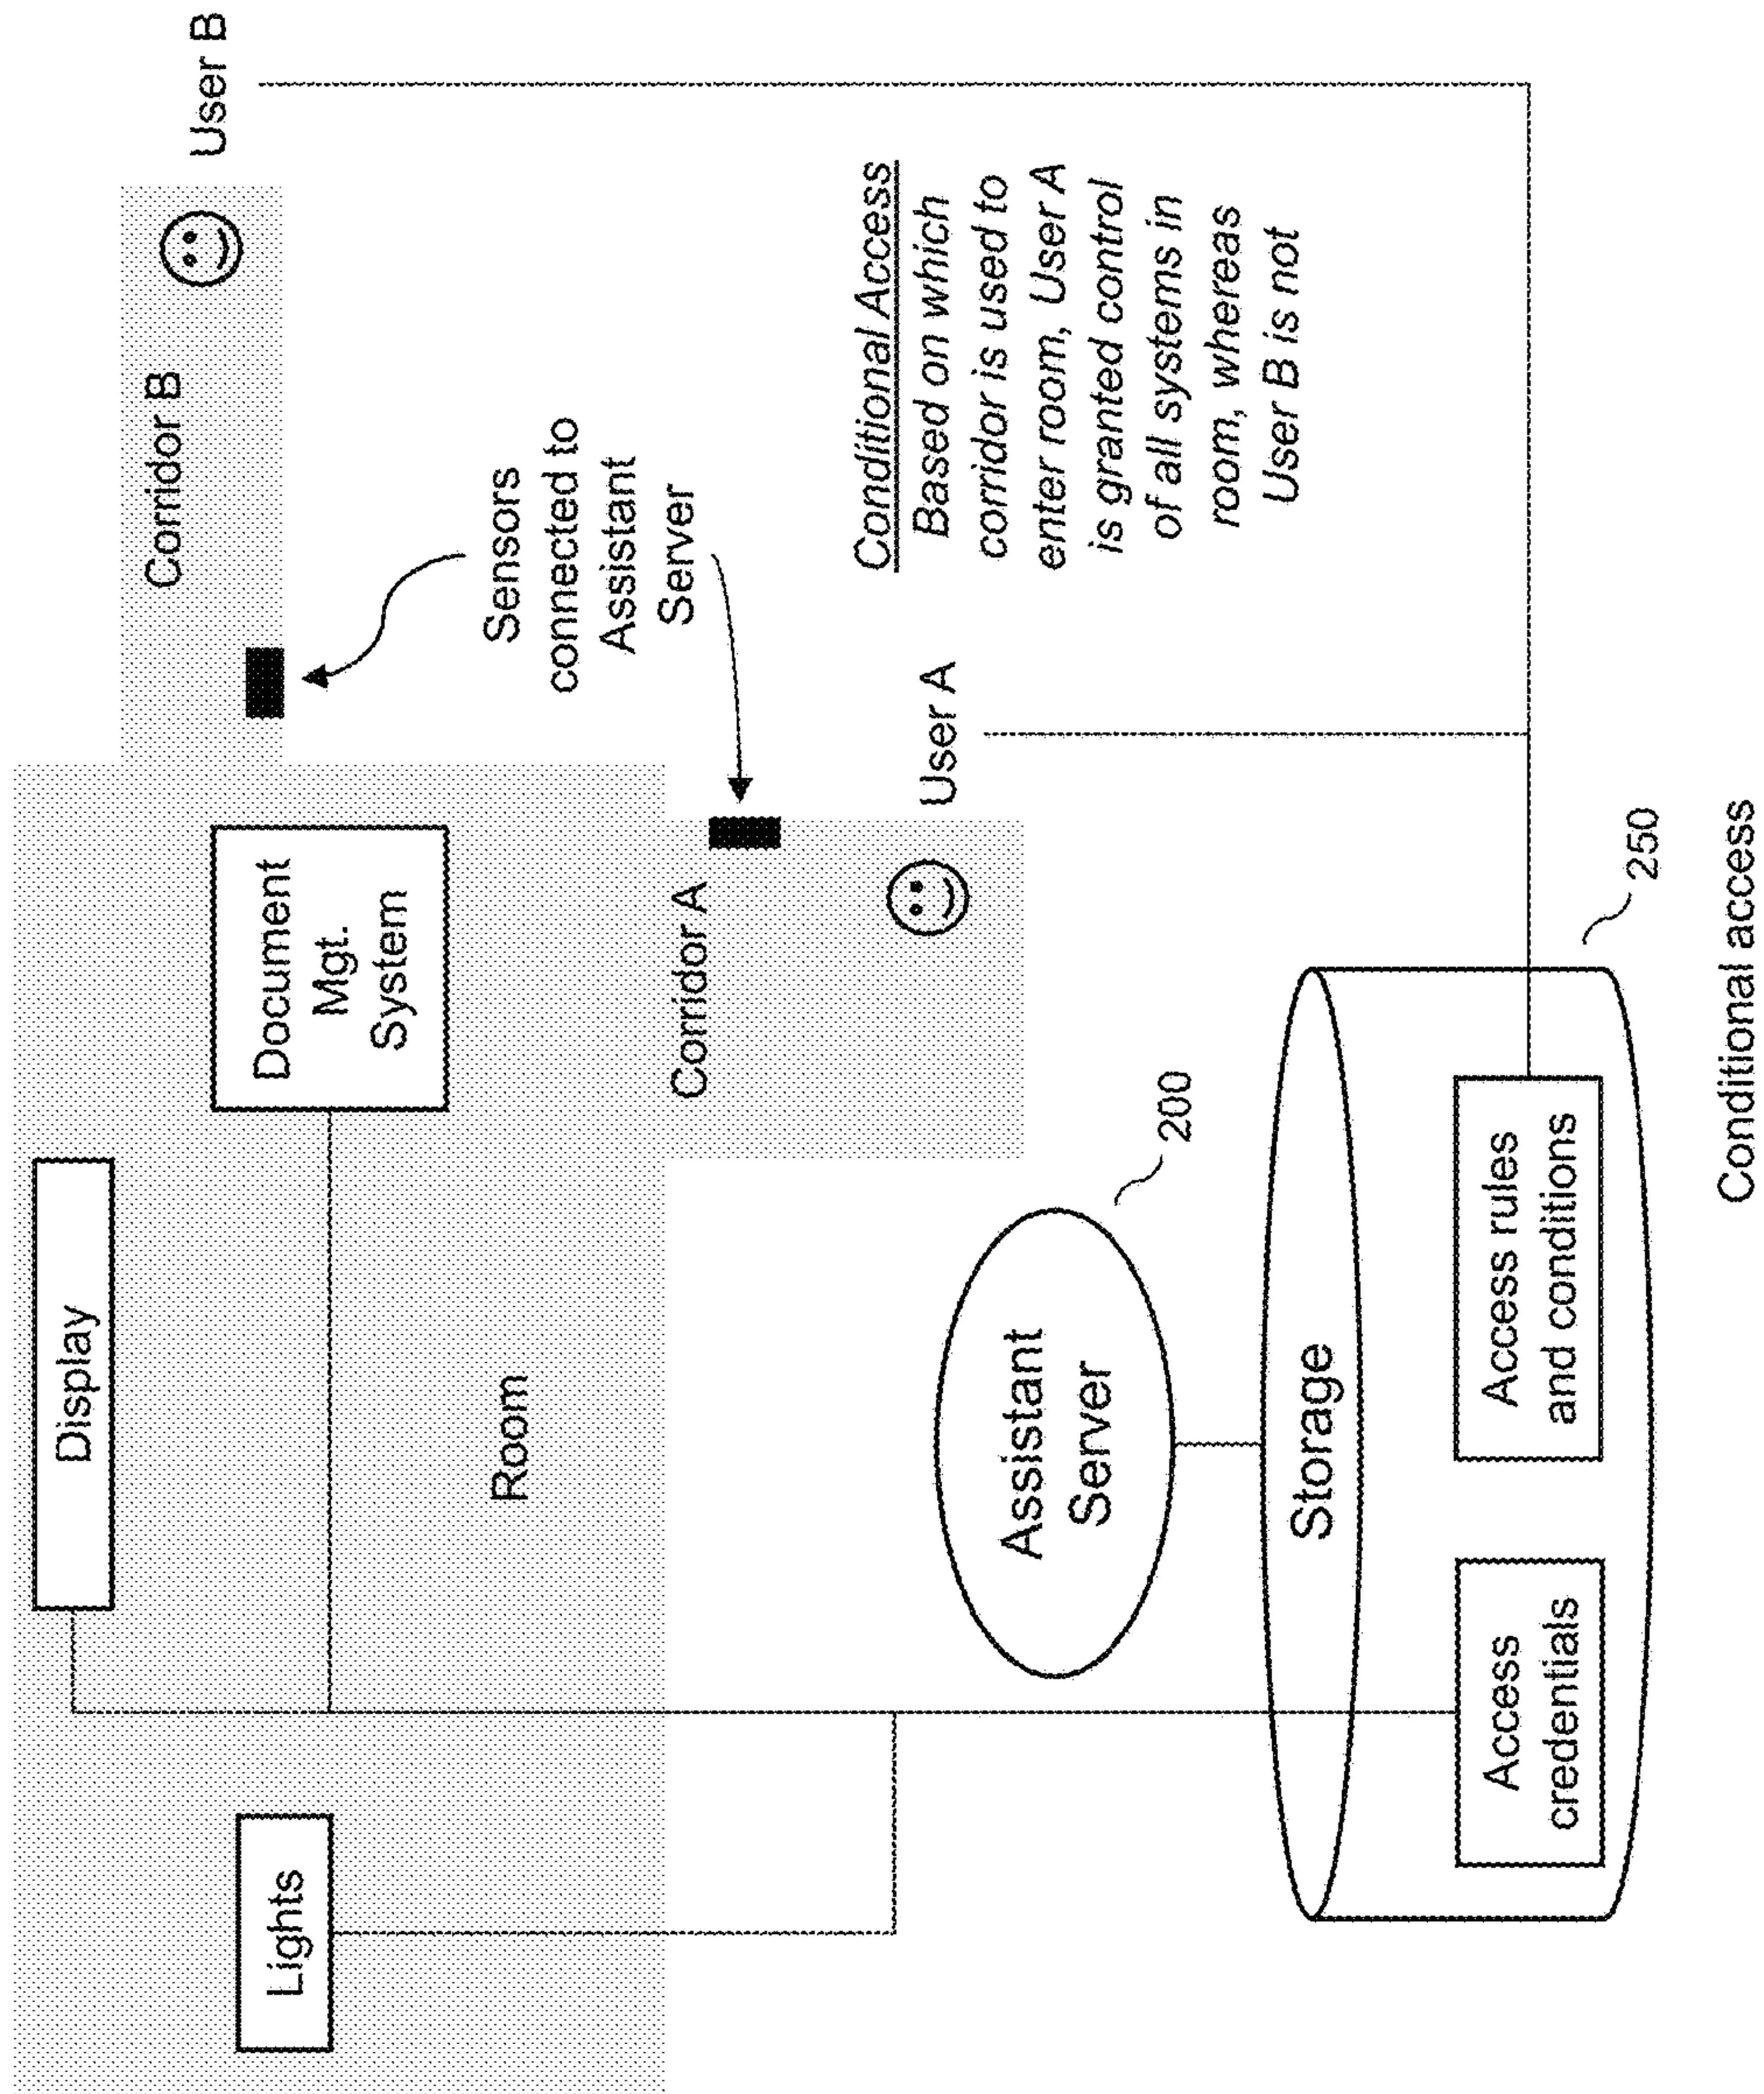 Display
Lights
Document
Mgt.
System
Room
Corridor B
User B
Sensors
connected to
Assistant
Server
Corridor A
User A
Conditional Access
Based on which
corridor is used to
enter room, User A
is granted control
of all systems in
room, whereas
User B is not
Assistant
Server
200
Storage
250
Access
credentials
Access rules
and conditions
Conditional access